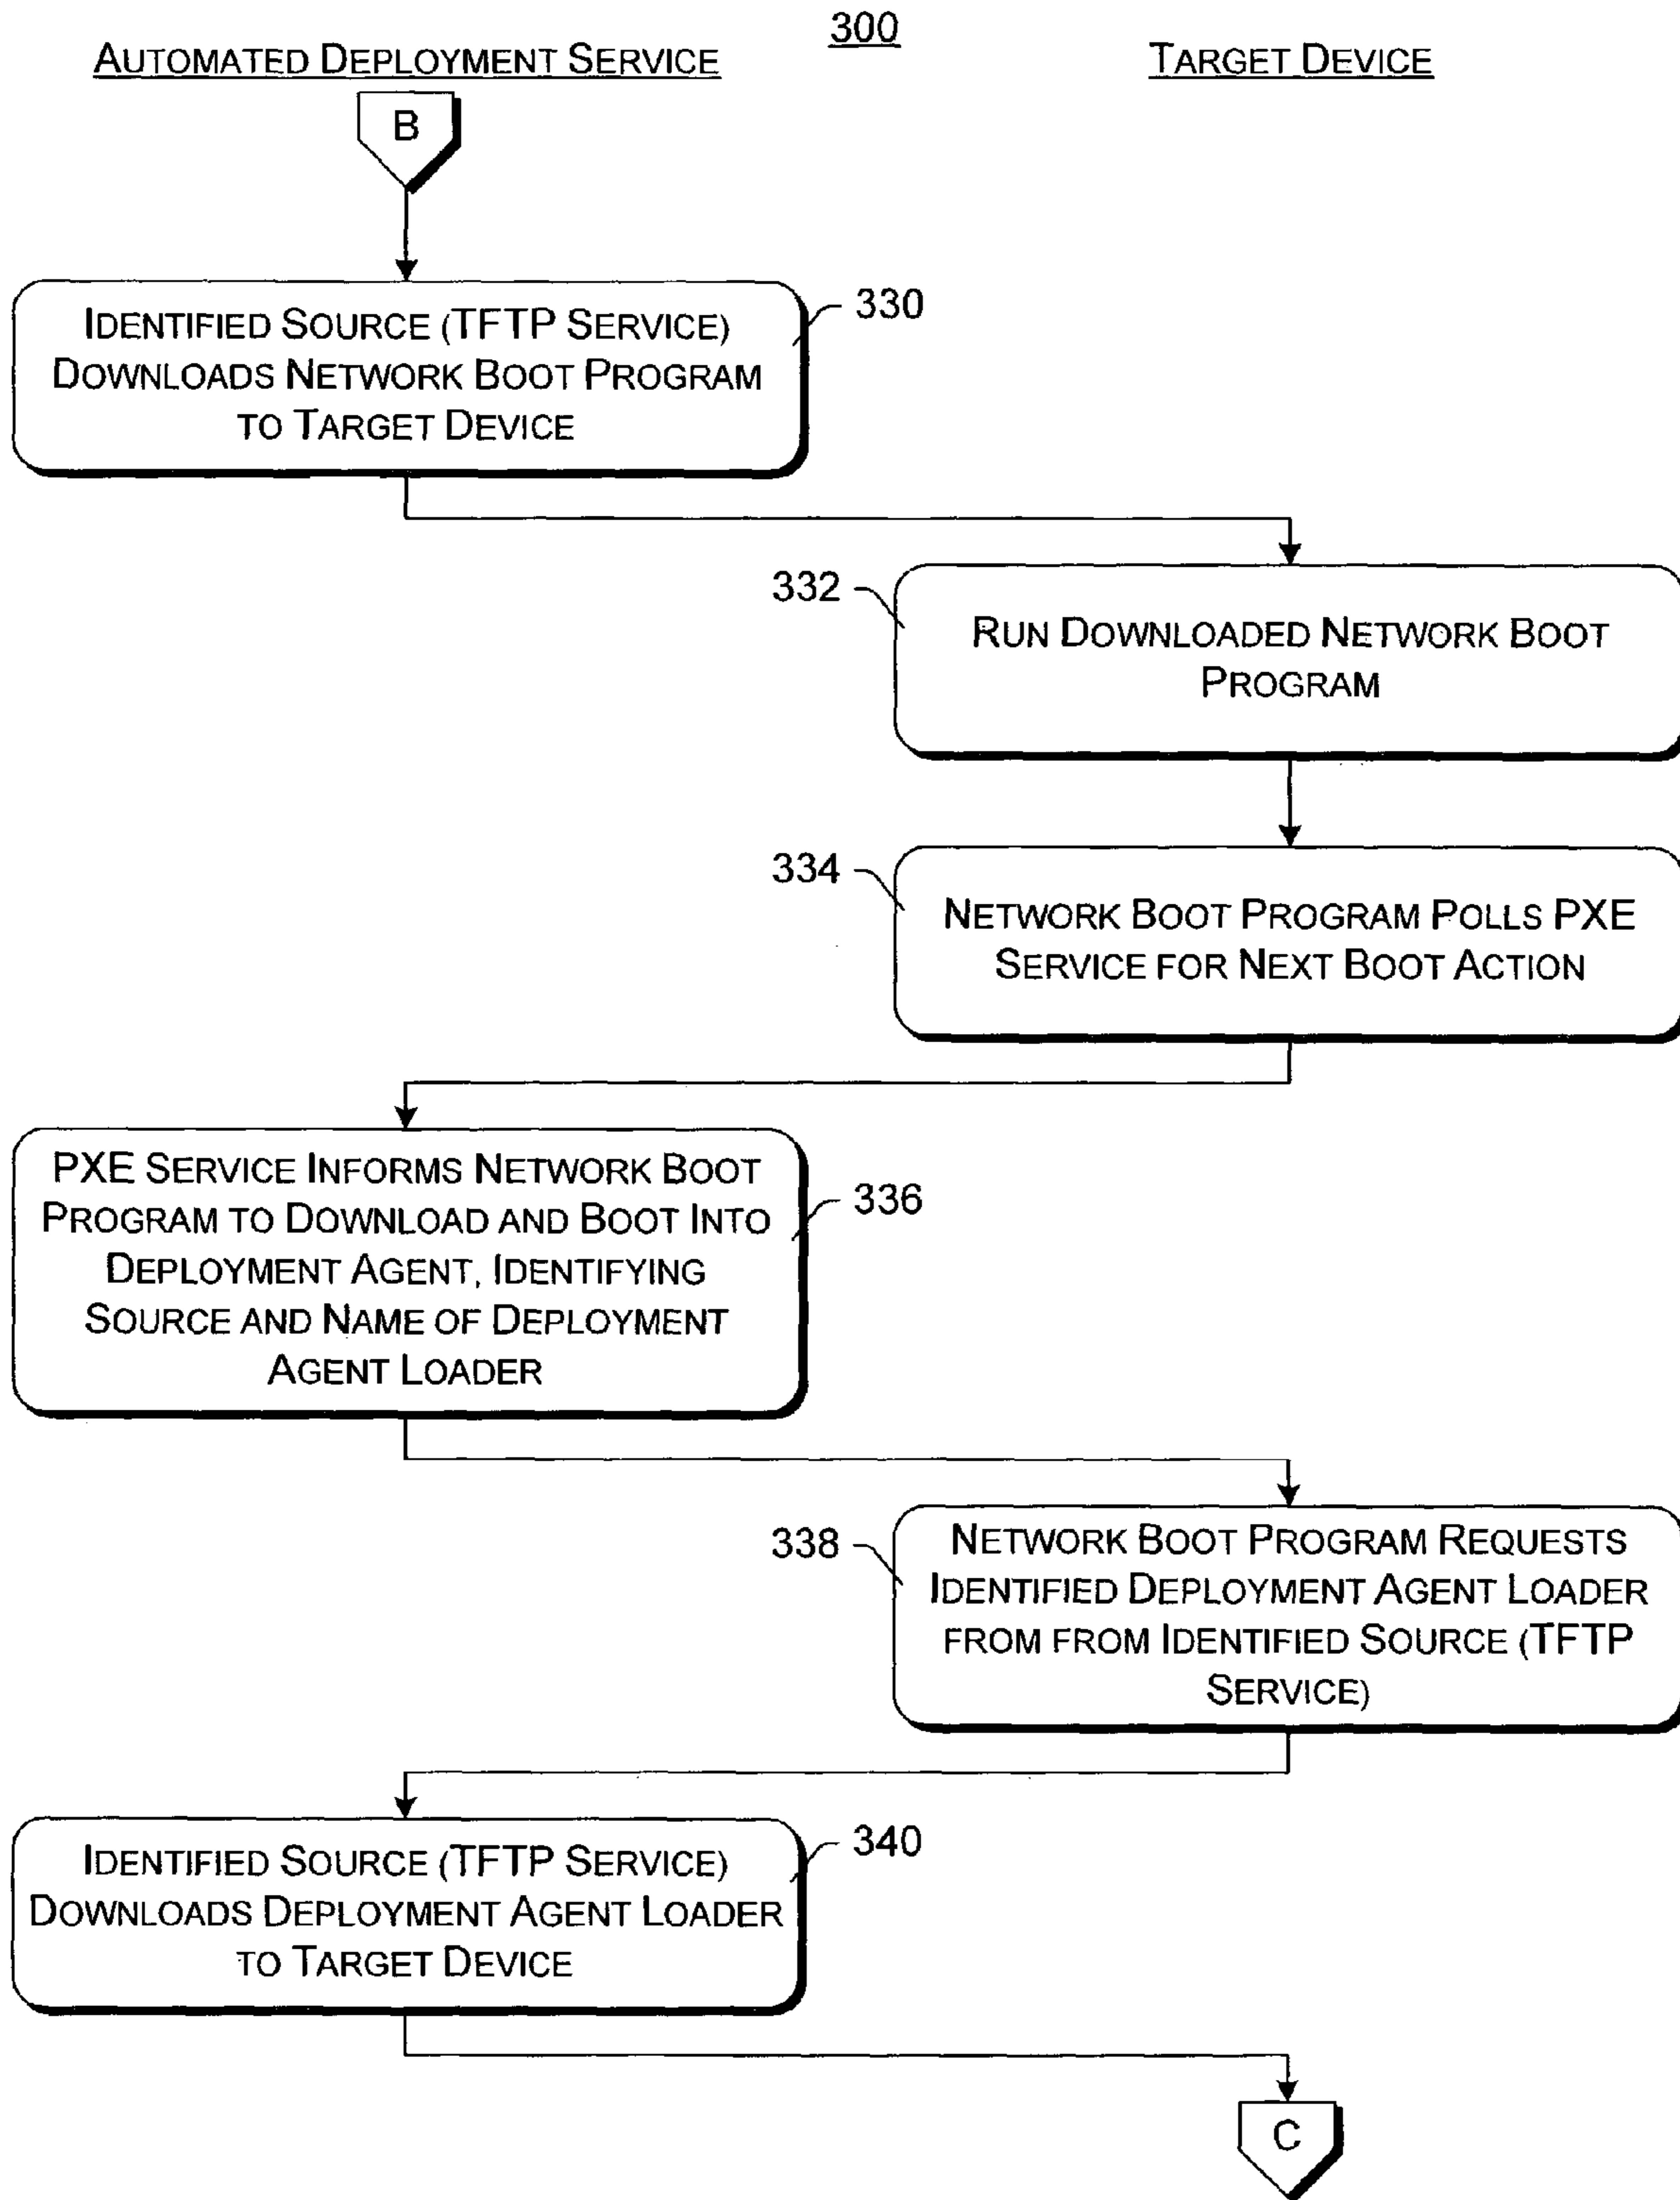 300
AUTOMATED DEPLOYMENT SERVICE
TARGET DEVICE
B
IDENTIFIED SOURCE (TFTP SERVICE)
DOWNLOADS NETWORK BOOT PROGRAM
TO TARGET DEVICE
330
332
RUN DOWNLOADED NETWORK BOOT
PROGRAM
334
NETWORK BOOT PROGRAM POLLS PXE
SERVICE FOR NEXT BOOT ACTION
PXE SERVICE INFORMS NETWORK BOOT
PROGRAM TO DOWNLOAD AND BOOT INTO
DEPLOYMENT AGENT, IDENTIFYING
SOURCE AND NAME OF DEPLOYMENT
AGENT LOADER
336
338
NETWORK BOOT PROGRAM REQUESTS
IDENTIFIED DEPLOYMENT AGENT LOADER
FROM FROM IDENTIFIED SOURCE (TFTP
SERVICE)
IDENTIFIED SOURCE (TFTP SERVICE)
DOWNLOADS DEPLOYMENT AGENT LOADER
TO TARGET DEVICE
340
C